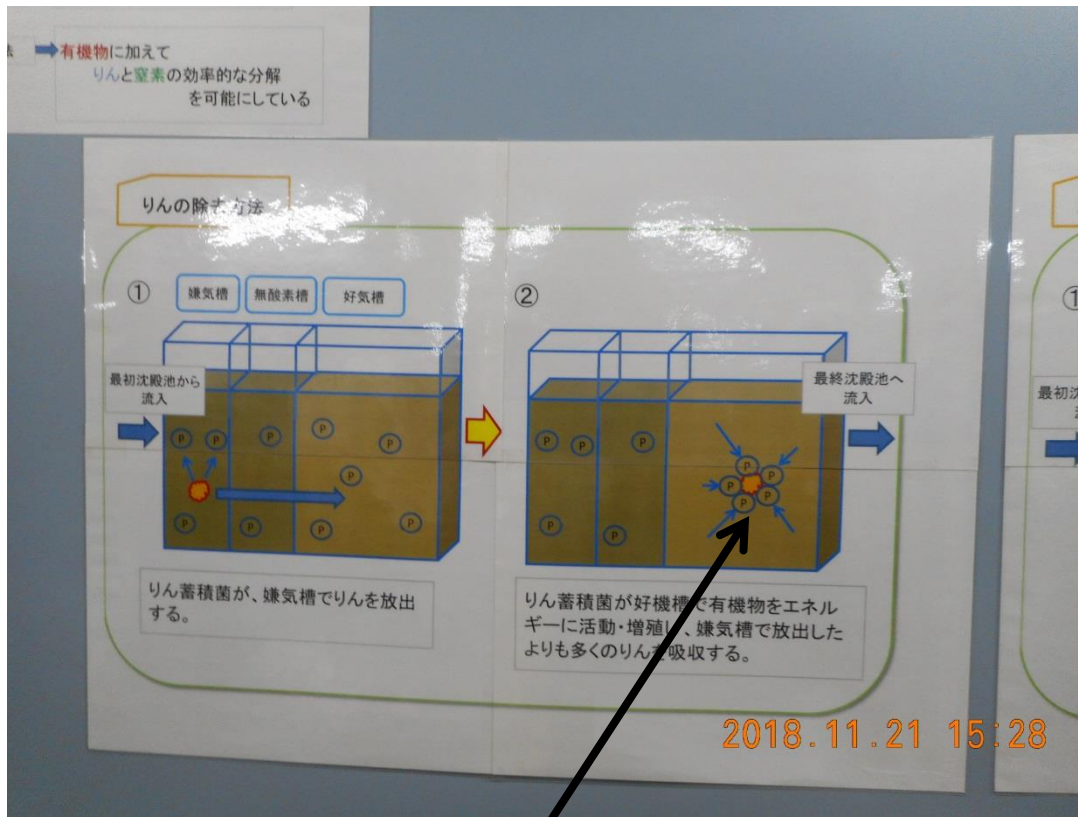 法 ➡有機物に加えて
りんと窒素の効率的な分解
を可能にしている
りんの除去方法
①
嫌気槽
無酸素槽
好気槽
最初沈殿池から
流入
P P P P P
P
P P P P
りん蓄積菌が、嫌気槽でりんを放出
する。
②
最終沈殿池へ
流入
P P P
P P
P P
P P
りん蓄積菌が好機槽で有機物をエネル
ギーに活動・増殖し、嫌気槽で放出した
よりも多くのりんを吸収する。
①
最初沈
2018.11.21 15:28